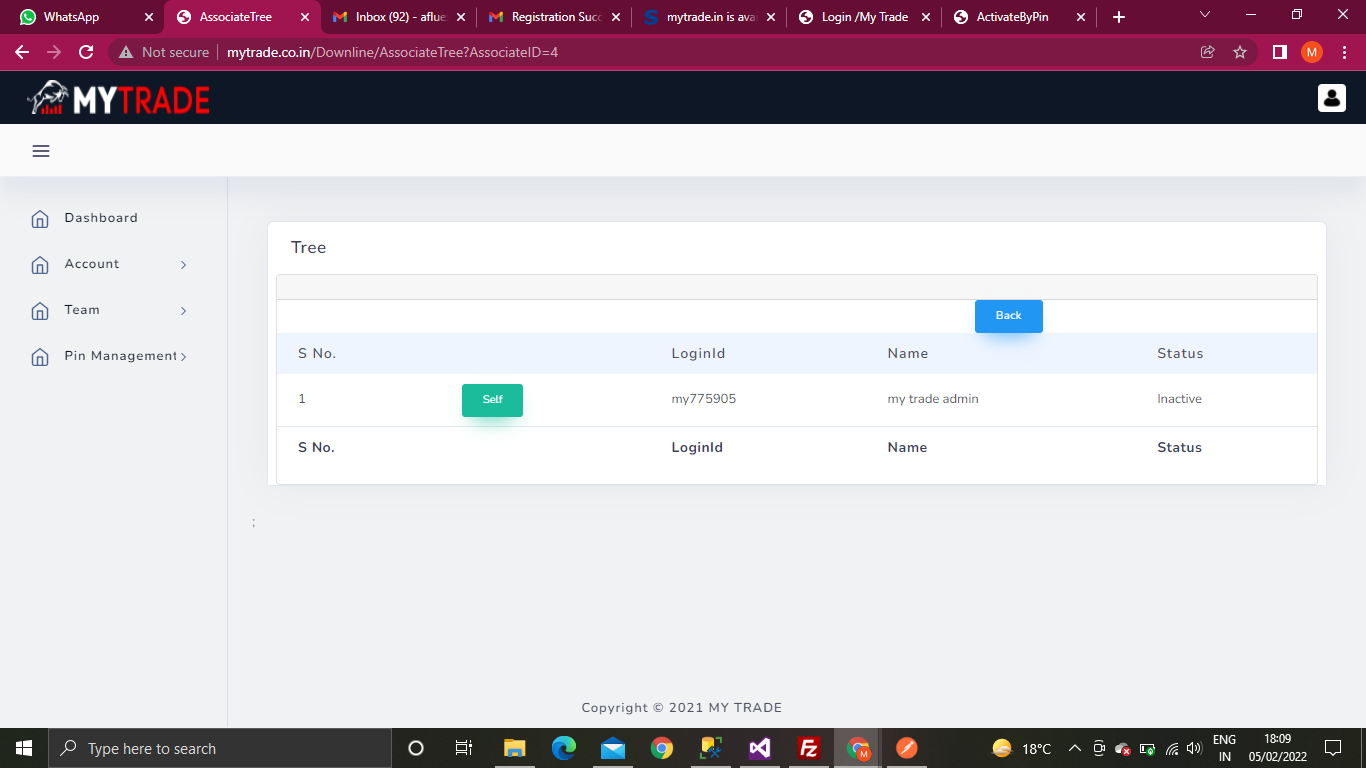 WhatsApp
AssociateTree
Inbox (92) - aflue
Registration Succ
mytrade.in is avai
Login /My Trade
ActivateByPin
Not secure
mytrade.co.in/Downline/AssociateTree?AssociateID=4
M
MYTRADE
Dashboard
Account
Team
Pin Management
Tree
Back
S No. LoginId Name Status
1 Self my775905 my trade admin Inactive
S No. LoginId Name Status
;
Copyright © 2021 MY TRADE
Type here to search
18°C
ENG
IN
18:09
05/02/2022